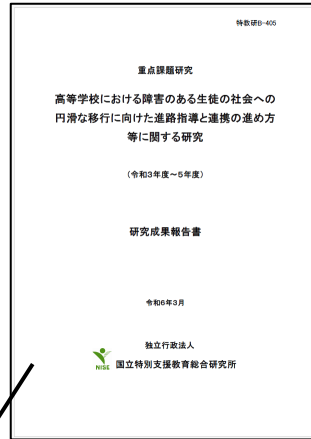 特教研B-405
重点課題研究
高等学校における障害のある生徒の社会への
円滑な移行に向けた進路指導と連携の進め方
等に関する研究
(令和3年度～5年度)
研究成果報告書
令和6年3月
独立行政法人
NISE 国立特別支援教育総合研究所